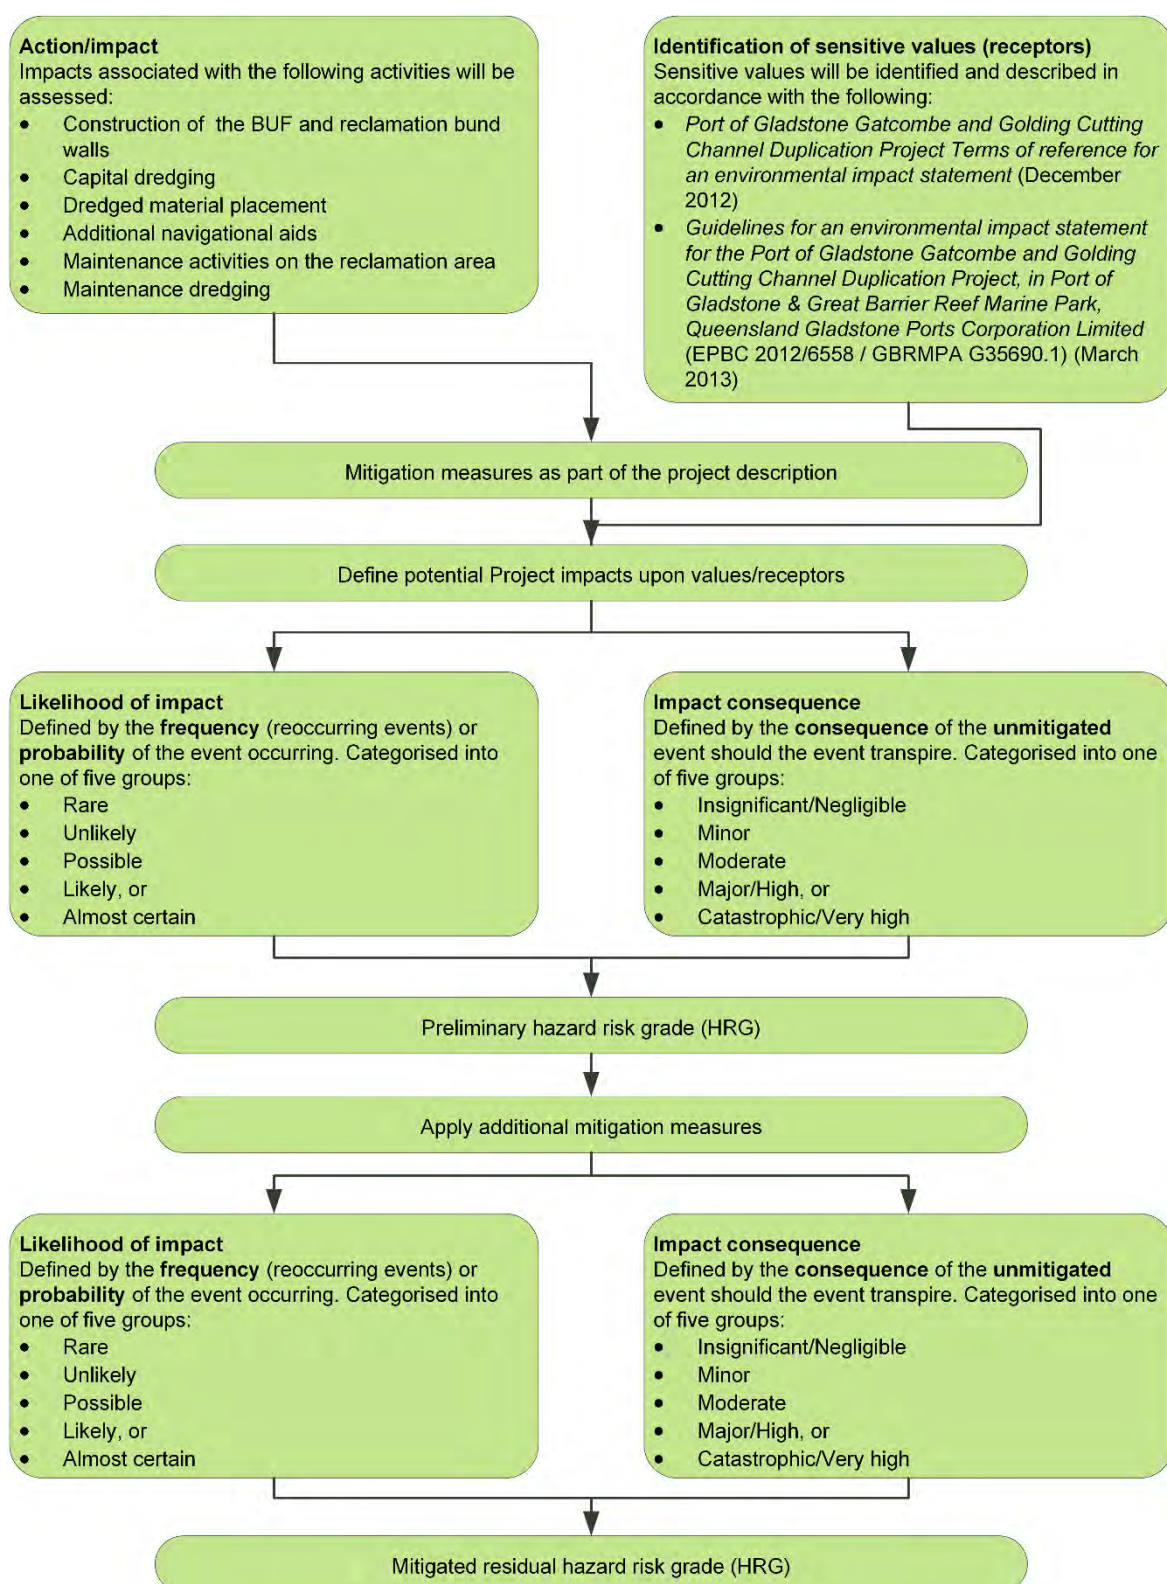 Action/impact
Impacts associated with the following activities will be
assessed:
• Construction of the BUF and reclamation bund
walls
• Capital dredging
• Dredged material placement
• Additional navigational aids
• Maintenance activities on the reclamation area
• Maintenance dredging
Identification of sensitive values (receptors)
Sensitive values will be identified and described in
accordance with the following:
• Port of Gladstone Gatcombe and Golding Cutting
Channel Duplication Project Terms of reference for
an environmental impact statement (December
2012)
• Guidelines for an environmental impact statement
for the Port of Gladstone Gatcombe and Golding
Cutting Channel Duplication Project, in Port of
Gladstone & Great Barrier Reef Marine Park,
Queensland Gladstone Ports Corporation Limited
(EPBC 2012/6558 / GBRMPA G35690.1) (March
2013)
Mitigation measures as part of the project description
Define potential Project impacts upon values/receptors
Likelihood of impact
Defined by the frequency (reoccurring events) or
probability of the event occurring. Categorised into
one of five groups:
• Rare
• Unlikely
• Possible
• Likely, or
• Almost certain
Impact consequence
Defined by the consequence of the unmitigated
event should the event transpire. Categorised into one
of five groups:
• Insignificant/Negligible
• Minor
• Moderate
• Major/High, or
• Catastrophic/Very high
Preliminary hazard risk grade (HRG)
Apply additional mitigation measures
Likelihood of impact
Defined by the frequency (reoccurring events) or
probability of the event occurring. Categorised into
one of five groups:
• Rare
• Unlikely
• Possible
• Likely, or
• Almost certain
Impact consequence
Defined by the consequence of the unmitigated
event should the event transpire. Categorised into one
of five groups:
• Insignificant/Negligible
• Minor
• Moderate
• Major/High, or
• Catastrophic/Very high
Mitigated residual hazard risk grade (HRG)